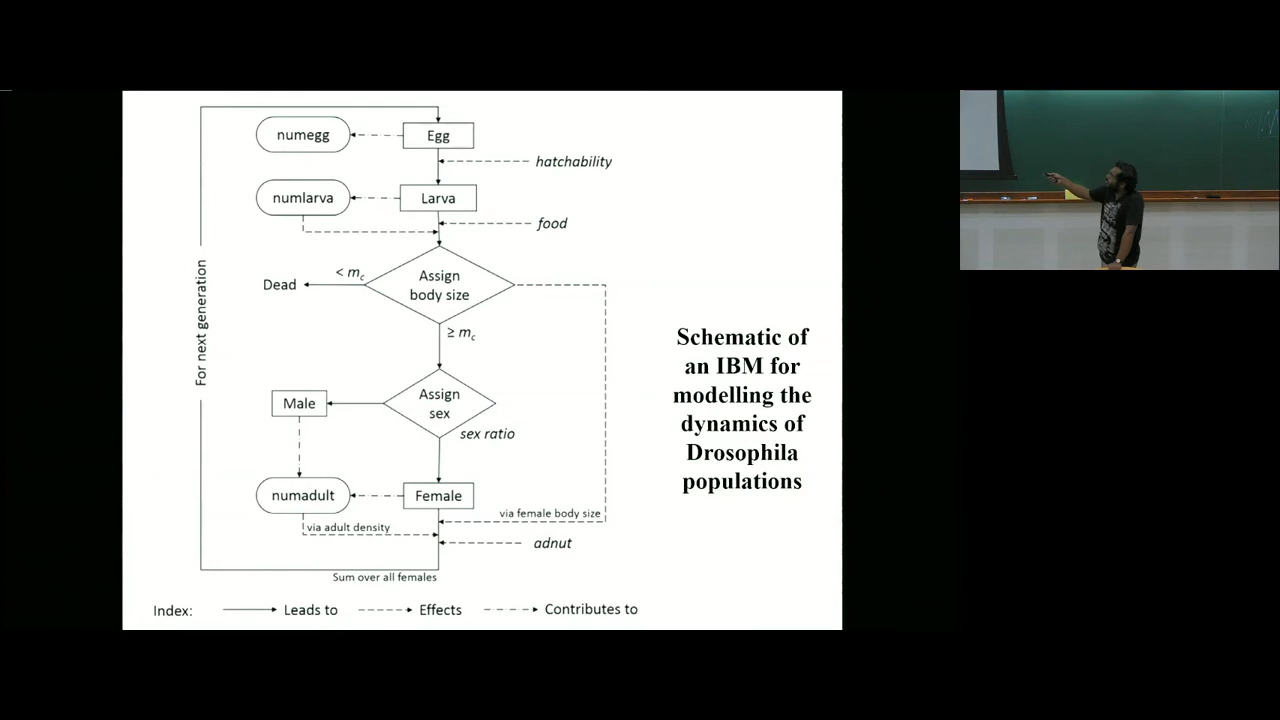 numegg
Egg
hatchability
numlarva
Larva
food
For next generation
Dead
< mc
Assign
body size
≥ mc
Male
Assign
sex
sex ratio
numadult
Female
via female body size
via adult density
adnut
Sum over all females
Schematic of
an IBM for
modelling the
dynamics of
Drosophila
populations
Index:
Leads to
Effects
Contributes to